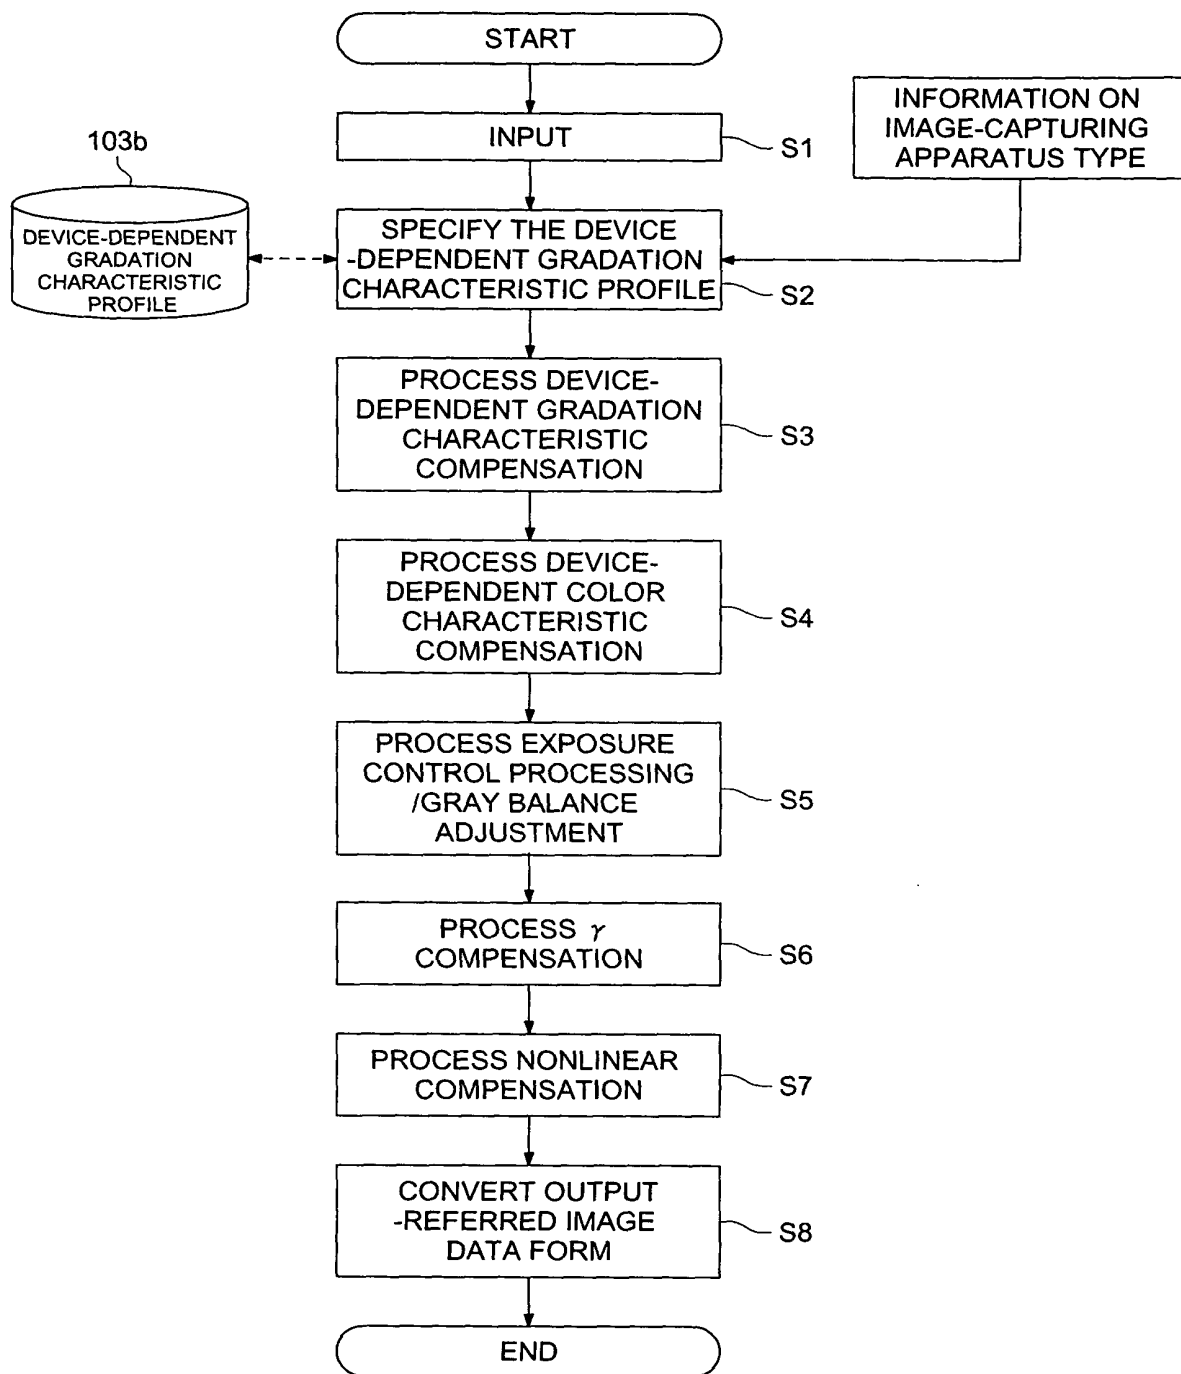 START
INPUT
S1
INFORMATION ON
IMAGE-CAPTURING
APPARATUS TYPE
103b
DEVICE-DEPENDENT
GRADATION
CHARACTERISTIC
PROFILE
SPECIFY THE DEVICE
-DEPENDENT GRADATION
CHARACTERISTIC PROFILE
S2
PROCESS DEVICE-
DEPENDENT GRADATION
CHARACTERISTIC
COMPENSATION
S3
PROCESS DEVICE-
DEPENDENT COLOR
CHARACTERISTIC
COMPENSATION
S4
PROCESS EXPOSURE
CONTROL PROCESSING
/GRAY BALANCE
ADJUSTMENT
S5
PROCESS γ
COMPENSATION
S6
PROCESS NONLINEAR
COMPENSATION
S7
CONVERT OUTPUT
-REFERRED IMAGE
DATA FORM
S8
END